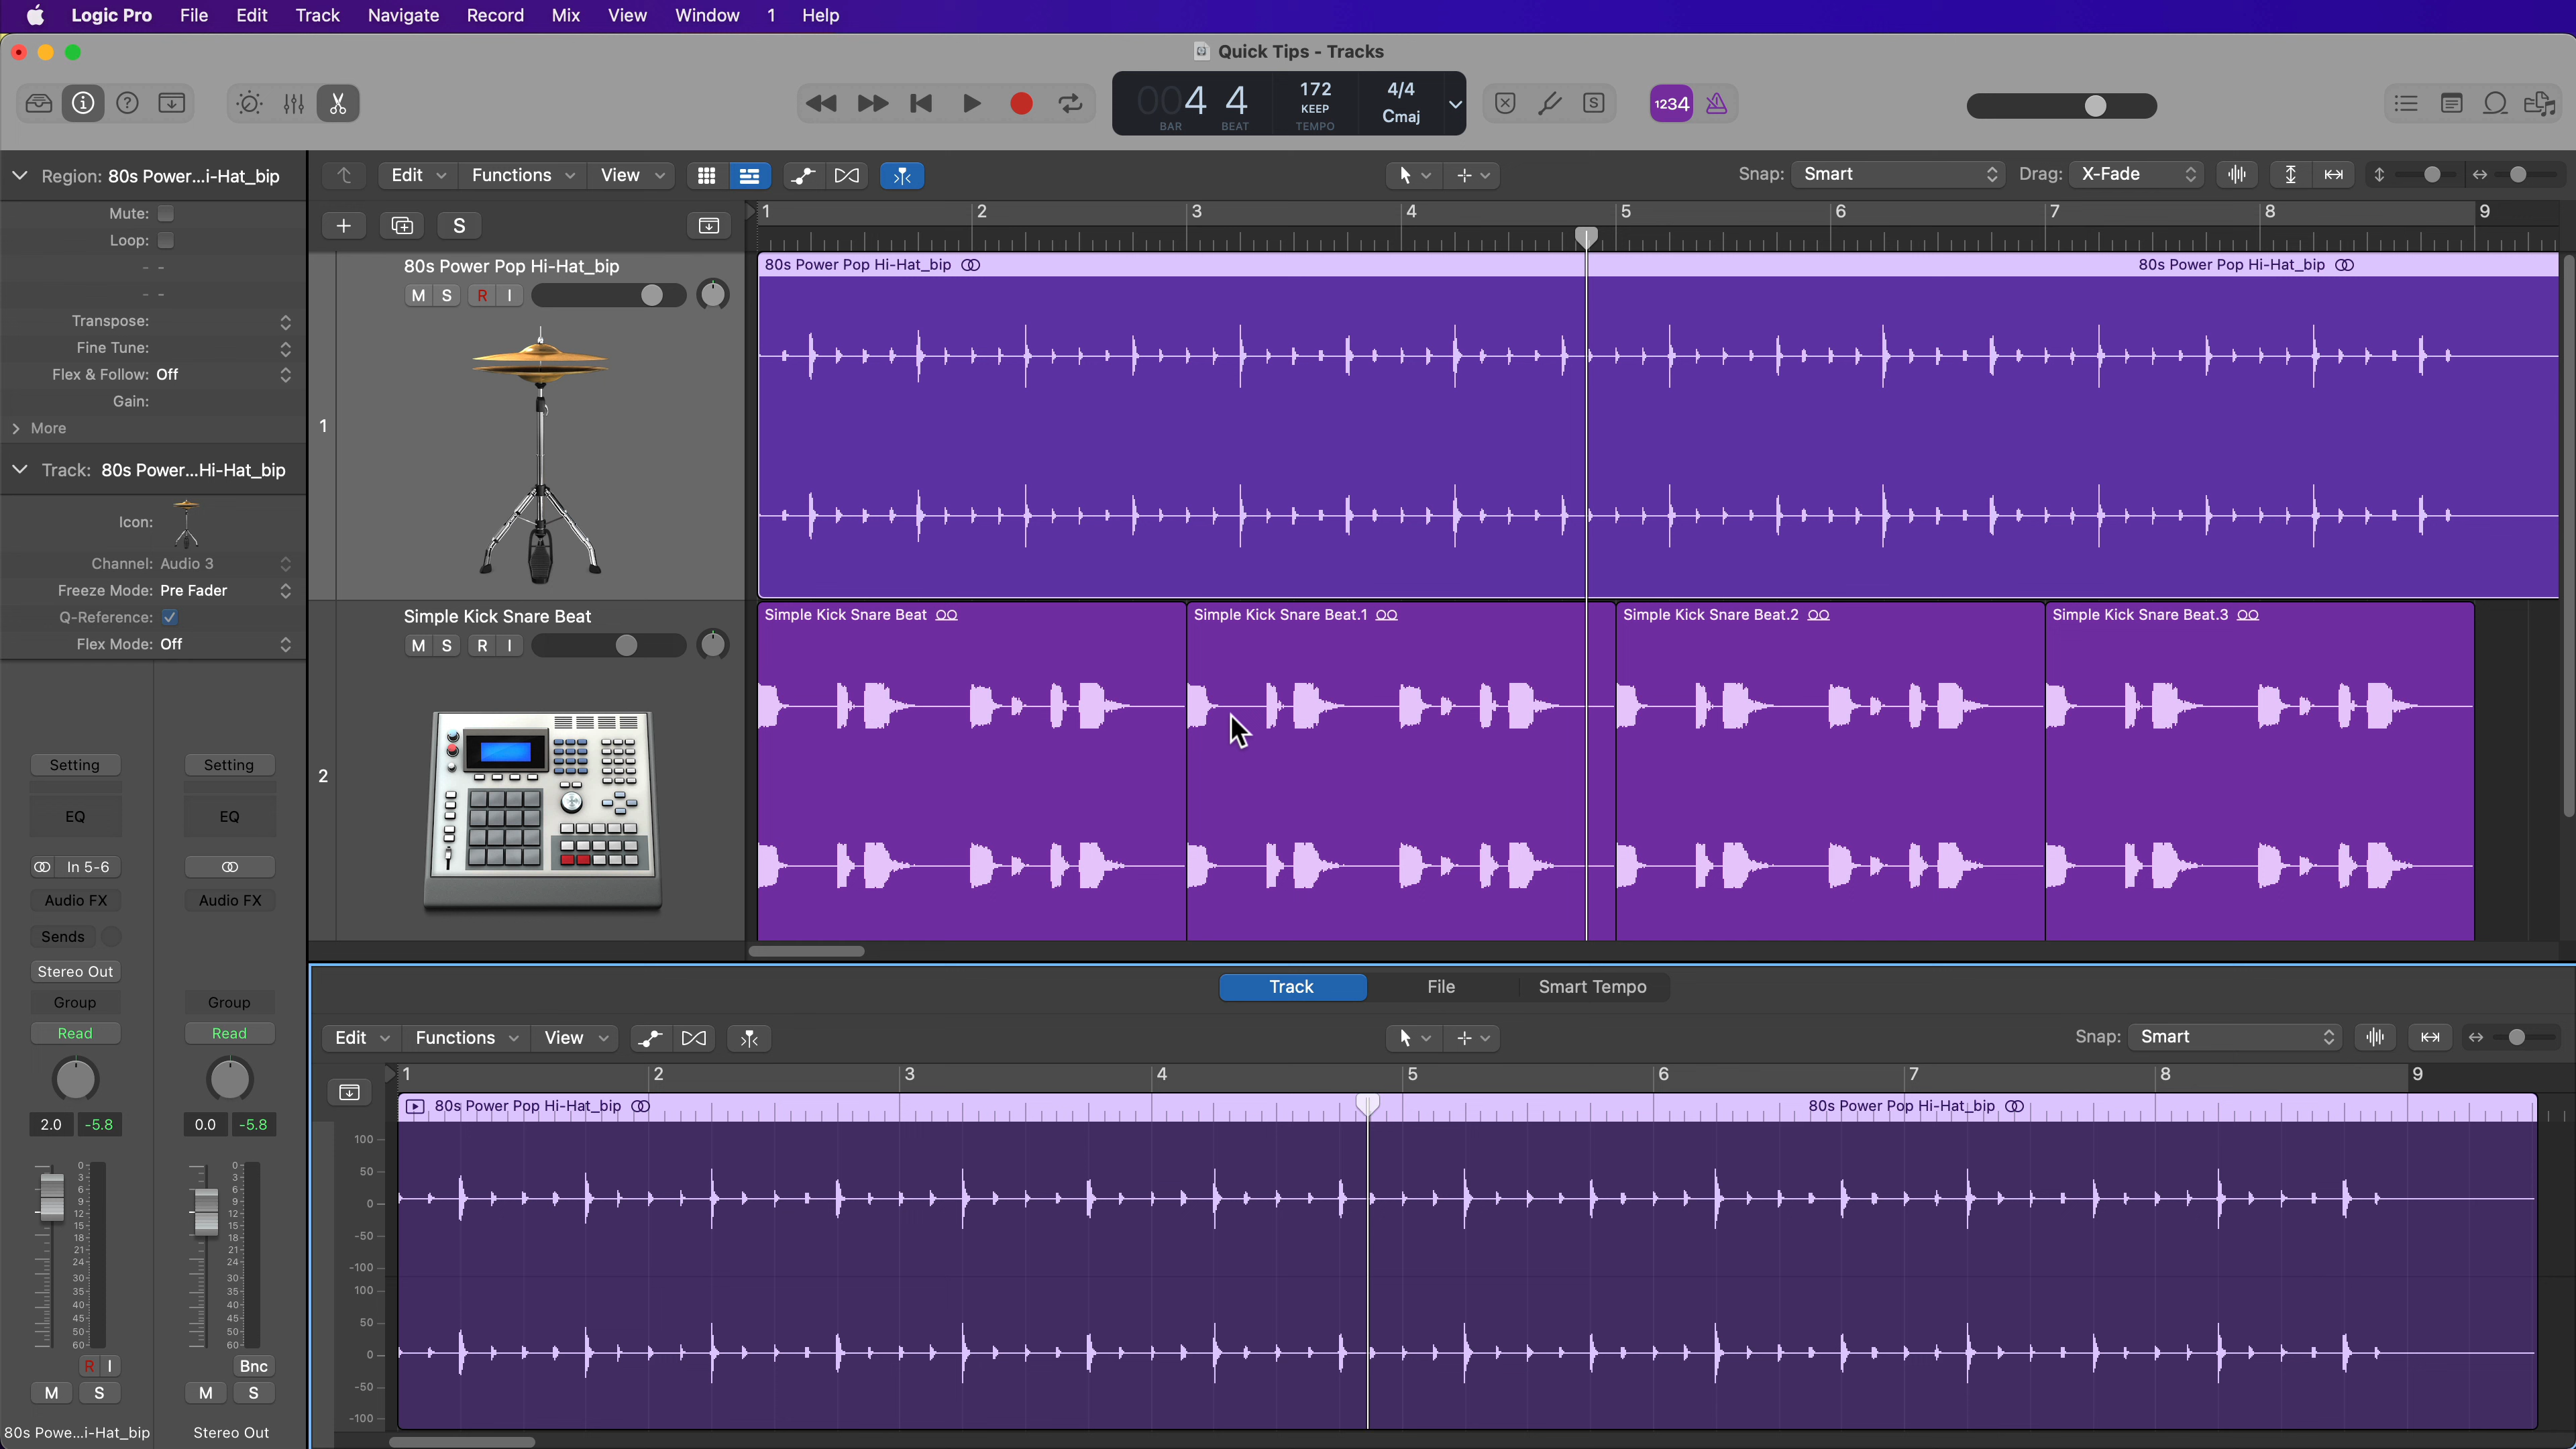 Logic Pro File Edit Track Navigate Record Mix View Window 1 Help
Quick Tips - Tracks
004 4 172 4/4
KEEP
Cmaj
BAR BEAT TEMPO
S 1234
Region: 80s Power...i-Hat_bip
Edit Functions View Snap: Smart Drag: X-Fade
Mute:
Loop:
- -
- -
Transpose:
Fine Tune:
Flex & Follow: Off
Gain:
More
Track: 80s Power...Hi-Hat_bip
Icon:
Channel: Audio 3
Freeze Mode: Pre Fader
Q-Reference:
Flex Mode: Off
S
1 2 3 4 5 6 7 8 9
80s Power Pop Hi-Hat_bip
M S R I
1
80s Power Pop Hi-Hat_bip 80s Power Pop Hi-Hat_bip
Simple Kick Snare Beat
M S R I
2
Simple Kick Snare Beat Simple Kick Snare Beat.1 Simple Kick Snare Beat.2 Simple Kick Snare Beat.3
Setting Setting
EQ EQ
In 5-6
Audio FX Audio FX
Sends
Stereo Out
Group Group
Read Read
2.0 -5.8 0.0 -5.8
0 0
3 3
6 6
9 9
12 12
15 15
18 18
21 21
24 24
30 30
35 35
40 40
45 45
50 50
60 60
R I Bnc
M S M S
80s Powe...i-Hat_bip Stereo Out
Track File Smart Tempo
Edit Functions View Snap: Smart
1 2 3 4 5 6 7 8 9
80s Power Pop Hi-Hat_bip 80s Power Pop Hi-Hat_bip
100
50
0
-50
-100
100
50
0
-50
-100